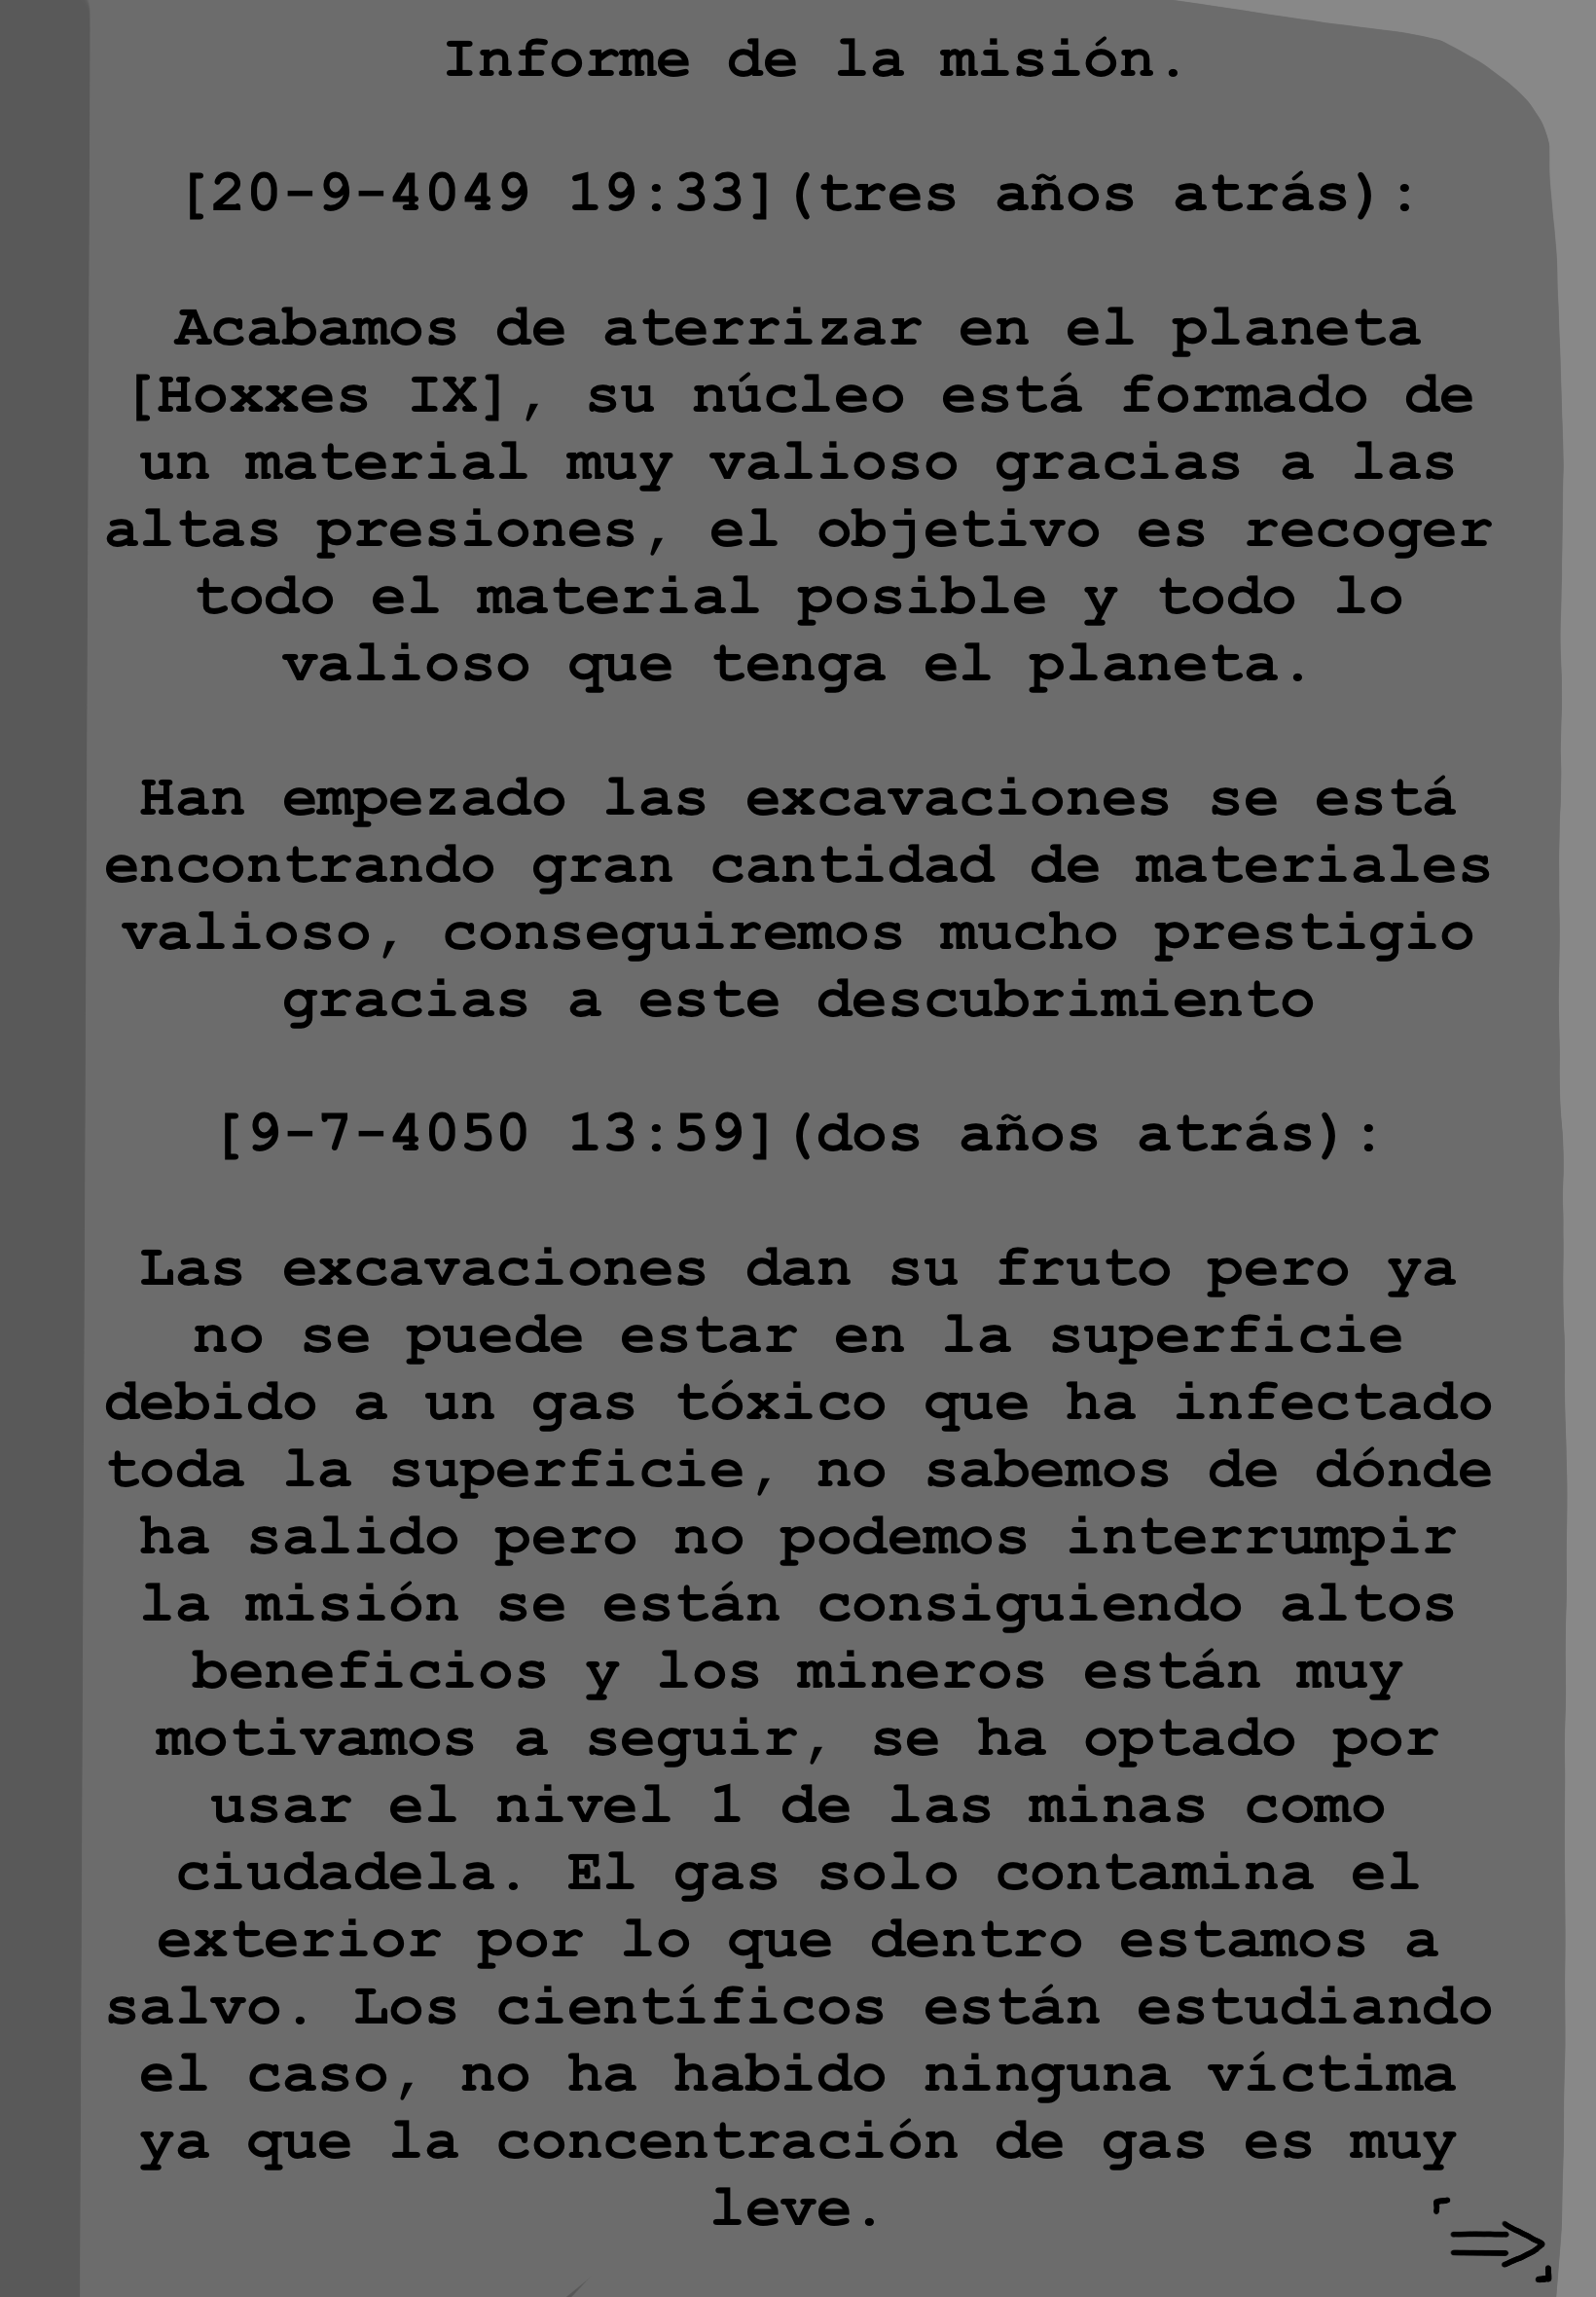 Informe de la misión.
[20-9-4049 19:33](tres años atrás):
Acabamos de aterrizar en el planeta
[Hoxxes IX], su núcleo está formado de
un material muy valioso gracias a las
altas presiones, el objetivo es recoger
todo el material posible y todo lo
valioso que tenga el planeta.
Han empezado las excavaciones se está
encontrando gran cantidad de materiales
valioso, conseguiremos mucho prestigio
gracias a este descubrimiento
[9-7-4050 13:59](dos años atrás):
Las excavaciones dan su fruto pero ya
no se puede estar en la superficie
debido a un gas tóxico que ha infectado
toda la superficie, no sabemos de dónde
ha salido pero no podemos interrumpir
la misión se están consiguiendo altos
beneficios y los mineros están muy
motivamos a seguir, se ha optado por
usar el nivel 1 de las minas como
ciudadela. El gas solo contamina el
exterior por lo que dentro estamos a
salvo. Los científicos están estudiando
el caso, no ha habido ninguna víctima
ya que la concentración de gas es muy
leve.